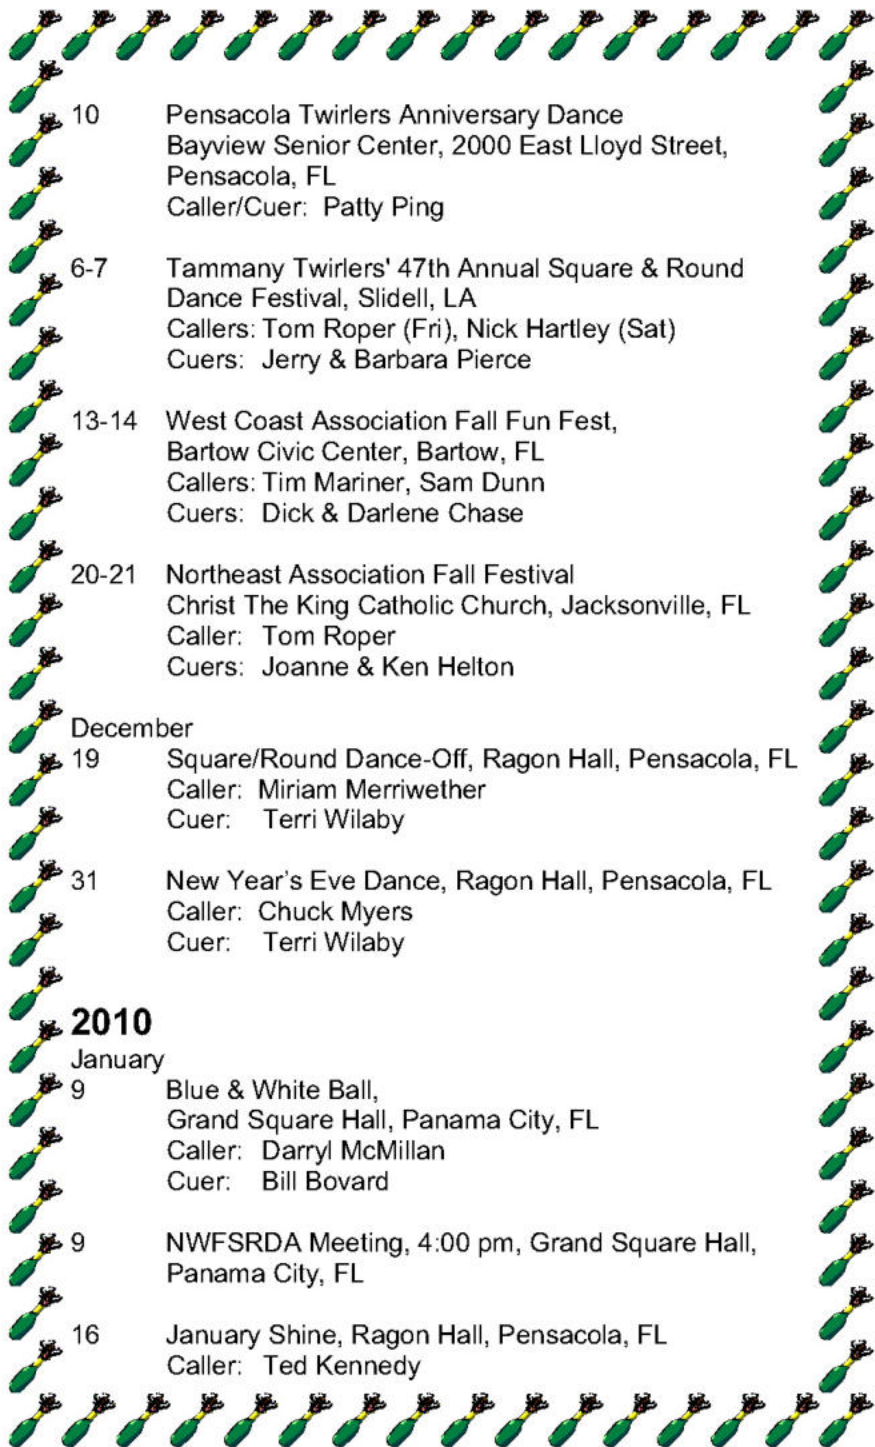 10 Pensacola Twirlers Anniversary Dance
Bayview Senior Center, 2000 East Lloyd Street,
Pensacola, FL
Caller/Cuer: Patty Ping
6-7 Tammany Twirlers' 47th Annual Square & Round
Dance Festival, Slidell, LA
Callers: Tom Roper (Fri), Nick Hartley (Sat)
Cuers: Jerry & Barbara Pierce
13-14 West Coast Association Fall Fun Fest,
Bartow Civic Center, Bartow, FL
Callers: Tim Mariner, Sam Dunn
Cuers: Dick & Darlene Chase
20-21 Northeast Association Fall Festival
Christ The King Catholic Church, Jacksonville, FL
Caller: Tom Roper
Cuers: Joanne & Ken Helton
December
19 Square/Round Dance-Off, Ragon Hall, Pensacola, FL
Caller: Miriam Merriwether
Cuer: Terri Wilaby
31 New Year's Eve Dance, Ragon Hall, Pensacola, FL
Caller: Chuck Myers
Cuer: Terri Wilaby
2010
January
9 Blue & White Ball,
Grand Square Hall, Panama City, FL
Caller: Darryl McMillan
Cuer: Bill Bovard
9 NWFSRDA Meeting, 4:00 pm, Grand Square Hall,
Panama City, FL
16 January Shine, Ragon Hall, Pensacola, FL
Caller: Ted Kennedy